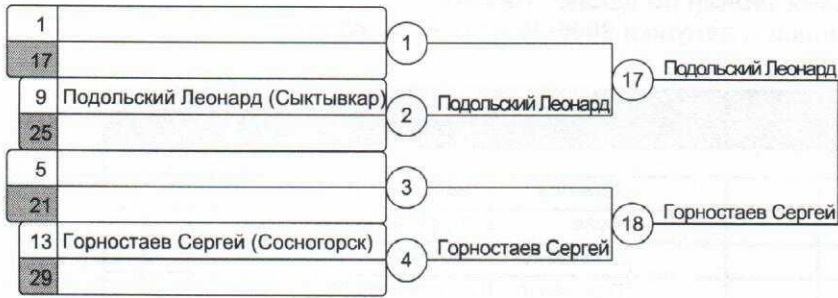 1
17
1
9 Подольский Леонард (Сыктывкар)
25
2 Подольский Леонард
17 Подольский Леонард
5
21
3
13 Горностаев Сергей (Сосногорск)
29
4 Горностаев Сергей
18 Горностаев Сергей